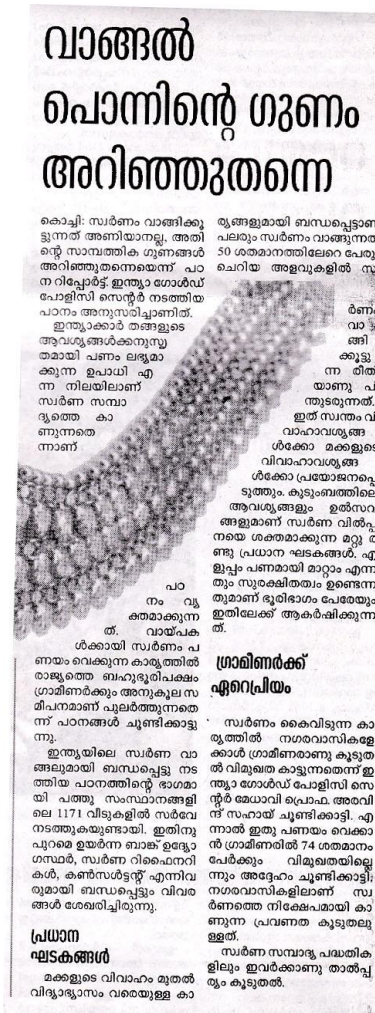 വാങ്ങൽ
പൊന്നിന്റെ ഗുണം
അറിഞ്ഞുതന്നെ
കൊച്ചി: സ്വർണം വാങ്ങിക്കൂ
ട്ടുന്നത് അണിയാനല്ല, അതി
ന്റെ സാമ്പത്തിക ഗുണങ്ങൾ
അറിഞ്ഞുതന്നെയെന്ന് പഠ
ന റിപ്പോർട്ട്. ഇന്ത്യാ ഗോൾഡ്
പോളിസി സെന്റർ നടത്തിയ
പഠനം അനുസരിച്ചാണിത്.
ഇന്ത്യാക്കാർ തങ്ങളുടെ
ആവശ്യങ്ങൾക്കനുസൃ
തമായി പണം ലഭ്യമാ
ക്കുന്ന ഉപാധി എ
ന്ന നിലയിലാണ്
സ്വർണ സമ്പാ
ദ്യത്തെ കാ
ണുന്നതെ
ന്നാണ്
പഠ
നം വ്യ
ക്തമാക്കുന്ന
ത്. വായ്പക
ൾക്കായി സ്വർണം പ
ണയം വെക്കുന്ന കാര്യത്തിൽ
രാജ്യത്തെ ബഹുഭൂരിപക്ഷം
ഗ്രാമീണർക്കും അനുകൂല സ
മീപനമാണ് പുലർത്തുന്നതെ
ന്ന് പഠനങ്ങൾ ചൂണ്ടിക്കാട്ടു
ന്നു.
ഇന്ത്യയിലെ സ്വർണ വാ
ങ്ങലുമായി ബന്ധപ്പെട്ടു നട
ത്തിയ പഠനത്തിന്റെ ഭാഗമാ
യി പത്തു സംസ്ഥാനങ്ങളി
ലെ 1171 വീടുകളിൽ സർവേ
നടത്തുകയുണ്ടായി. ഇതിനു
പുറമെ ഉയർന്ന ബാങ്ക് ഉദ്യോ
ഗസ്ഥർ, സ്വർണ റിഫൈനറി
കൾ, കൺസൾട്ടന്റ് എന്നിവ
രുമായി ബന്ധപ്പെട്ടും വിവര
ങ്ങൾ ശേഖരിച്ചിരുന്നു.
പ്രധാന
ഘടകങ്ങൾ
മക്കളുടെ വിവാഹം മുതൽ
വിദ്യാഭ്യാസം വരെയുള്ള കാ
ര്യങ്ങളുമായി ബന്ധപ്പെട്ടാണ
പലരും സ്വർണം വാങ്ങുന്നത
50 ശതമാനത്തിലേറെ പേരു
ചെറിയ അളവുകളിൽ സ്വ
ർണം
വാ
ങ്ങി
ക്കൂട്ടു
ന്ന രീതി
യാണു പി
ന്തുടരുന്നത്.
ഇത് സ്വന്തം വി
വാഹാവശ്യങ്ങ
ൾക്കോ മക്കളുടെ
വിവാഹാവശ്യങ്ങ
ൾക്കോ പ്രയോജനപ്പെ
ടുത്തും. കുടുംബത്തിലെ
ആവശ്യങ്ങളും ഉൽസവ
ങ്ങളുമാണ് സ്വർണ വിൽപ്പ
നയെ ശക്തമാക്കുന്ന മറ്റു ര
ണ്ടു പ്രധാന ഘടകങ്ങൾ. എ
ളുപ്പം പണമായി മാറ്റാം എന്ന
തും സുരക്ഷിതത്വം ഉണ്ടെന്ന
തുമാണ് ഭൂരിഭാഗം പേരേയും
ഇതിലേക്ക് ആകർഷിക്കുന്ന
ത്.
ഗ്രാമീണർക്ക്
ഏറെപ്രിയം
സ്വർണം കൈവിടുന്ന കാ
ര്യത്തിൽ നഗരവാസികളേ
ക്കാൾ ഗ്രാമീണരാണു കൂടുത
ൽ വിമുഖത കാട്ടുന്നതെന്ന് ഇ
ന്ത്യാ ഗോൾഡ് പോളിസി സെ
ന്റർ മേധാവി പ്രൊഫ. അരവി
ന്ദ് സഹായ് ചൂണ്ടിക്കാട്ടി. എ
ന്നാൽ ഇതു പണയം വെക്കാ
ൻ ഗ്രാമീണരിൽ 74 ശതമാനം
പേർക്കും വിമുഖതയില്ലെ
ന്നും അദ്ദേഹം ചൂണ്ടിക്കാട്ടി.
നഗരവാസികളിലാണ് സ്വ
ർണത്തെ നിക്ഷേപമായി കാ
ണുന്ന പ്രവണത കൂടുതലു
ള്ളത്.
സ്വർണ സമ്പാദ്യ പദ്ധതിക
ളിലും ഇവർക്കാണു താൽപ്പ
ര്യം കൂടുതൽ.